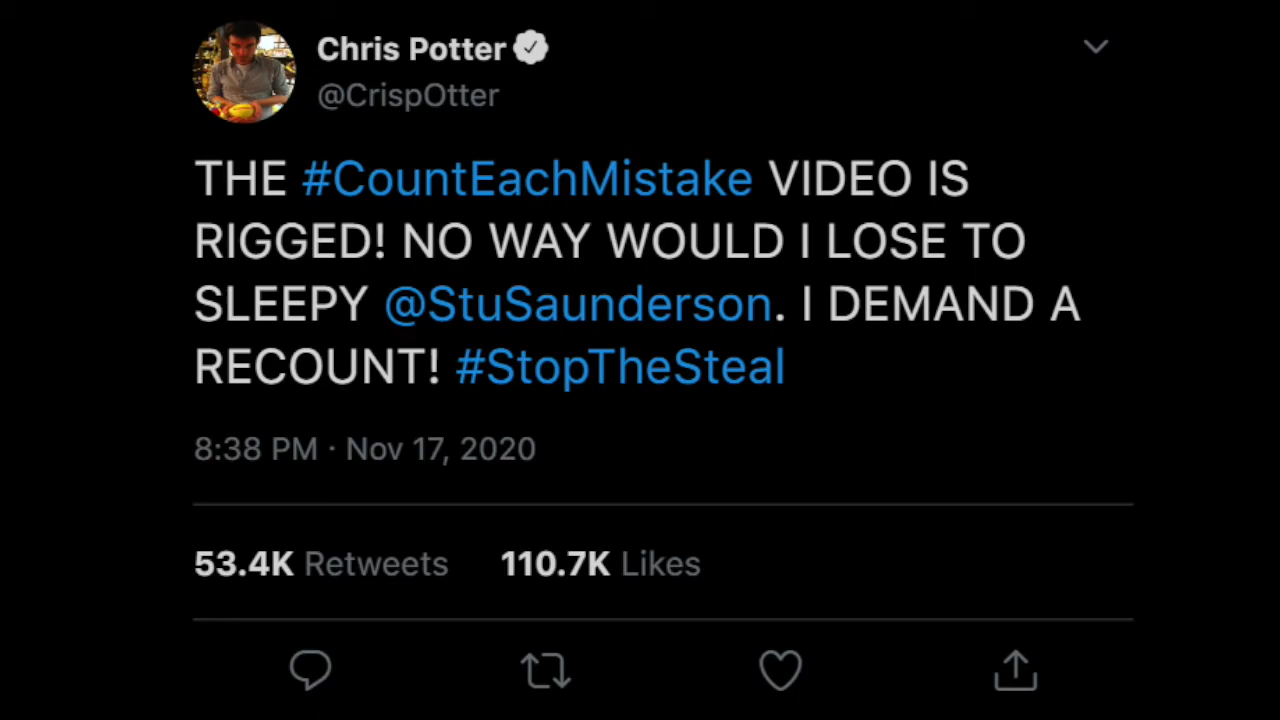 Chris Potter
@CrispOtter
THE #CountEachMistake VIDEO IS
RIGGED! NO WAY WOULD I LOSE TO
SLEEPY @StuSaunderson. I DEMAND A
RECOUNT! #StopTheSteal
8:38 PM · Nov 17, 2020
53.4K Retweets 110.7K Likes